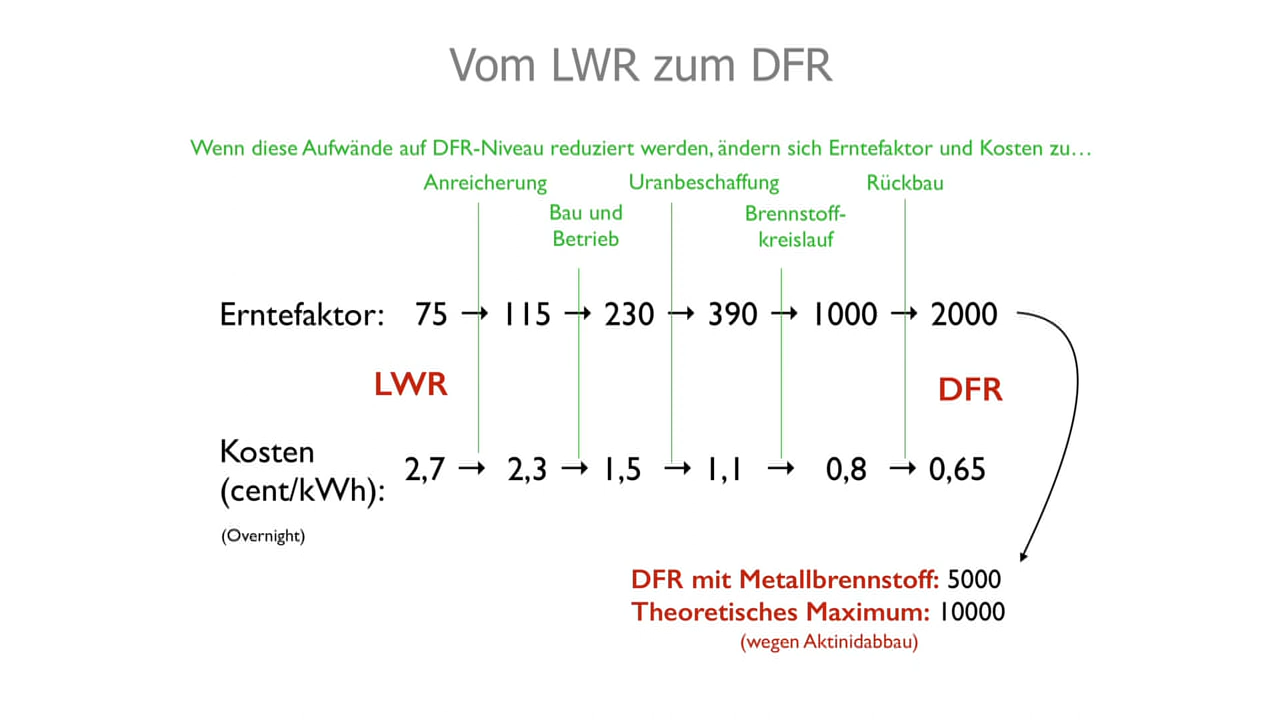 Vom LWR zum DFR
Wenn diese Aufwände auf DFR-Niveau reduziert werden, ändern sich Erntefaktor und Kosten zu…
Anreicherung
Uranbeschaffung
Rückbau
Bau und
Betrieb
Brennstoff-
kreislauf
Erntefaktor: 75 → 115 → 230 → 390 → 1000 → 2000
LWR
DFR
Kosten
(cent/kWh): 2,7 → 2,3 → 1,5 → 1,1 → 0,8 → 0,65
(Overnight)
DFR mit Metallbrennstoff: 5000
Theoretisches Maximum: 10000
(wegen Aktinidabbau)